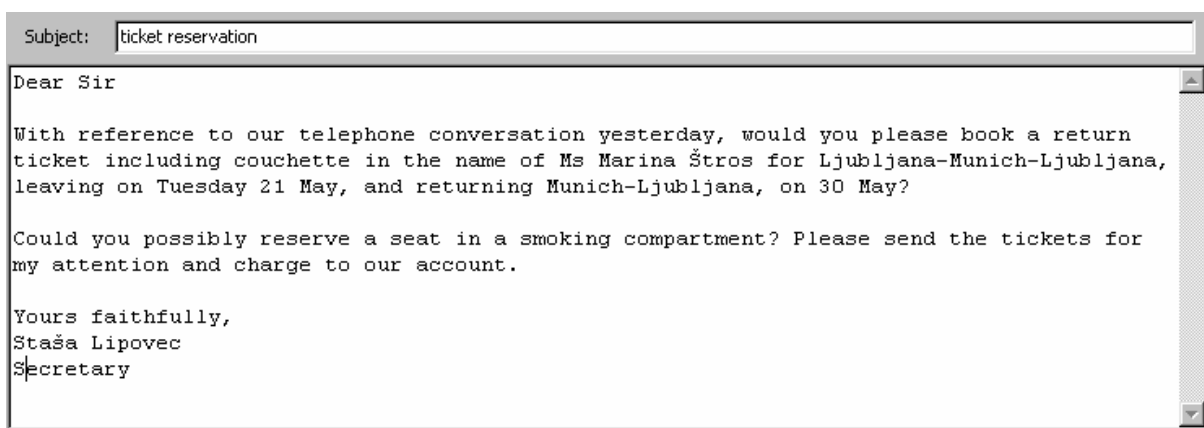 Subject: ticket reservation
Dear Sir
With reference to our telephone conversation yesterday, would you please book a return
ticket including couchette in the name of Ms Marina Štros for Ljubljana-Munich-Ljubljana,
leaving on Tuesday 21 May, and returning Munich-Ljubljana, on 30 May?
Could you possibly reserve a seat in a smoking compartment? Please send the tickets for
my attention and charge to our account.
Yours faithfully,
Staša Lipovec
Secretary